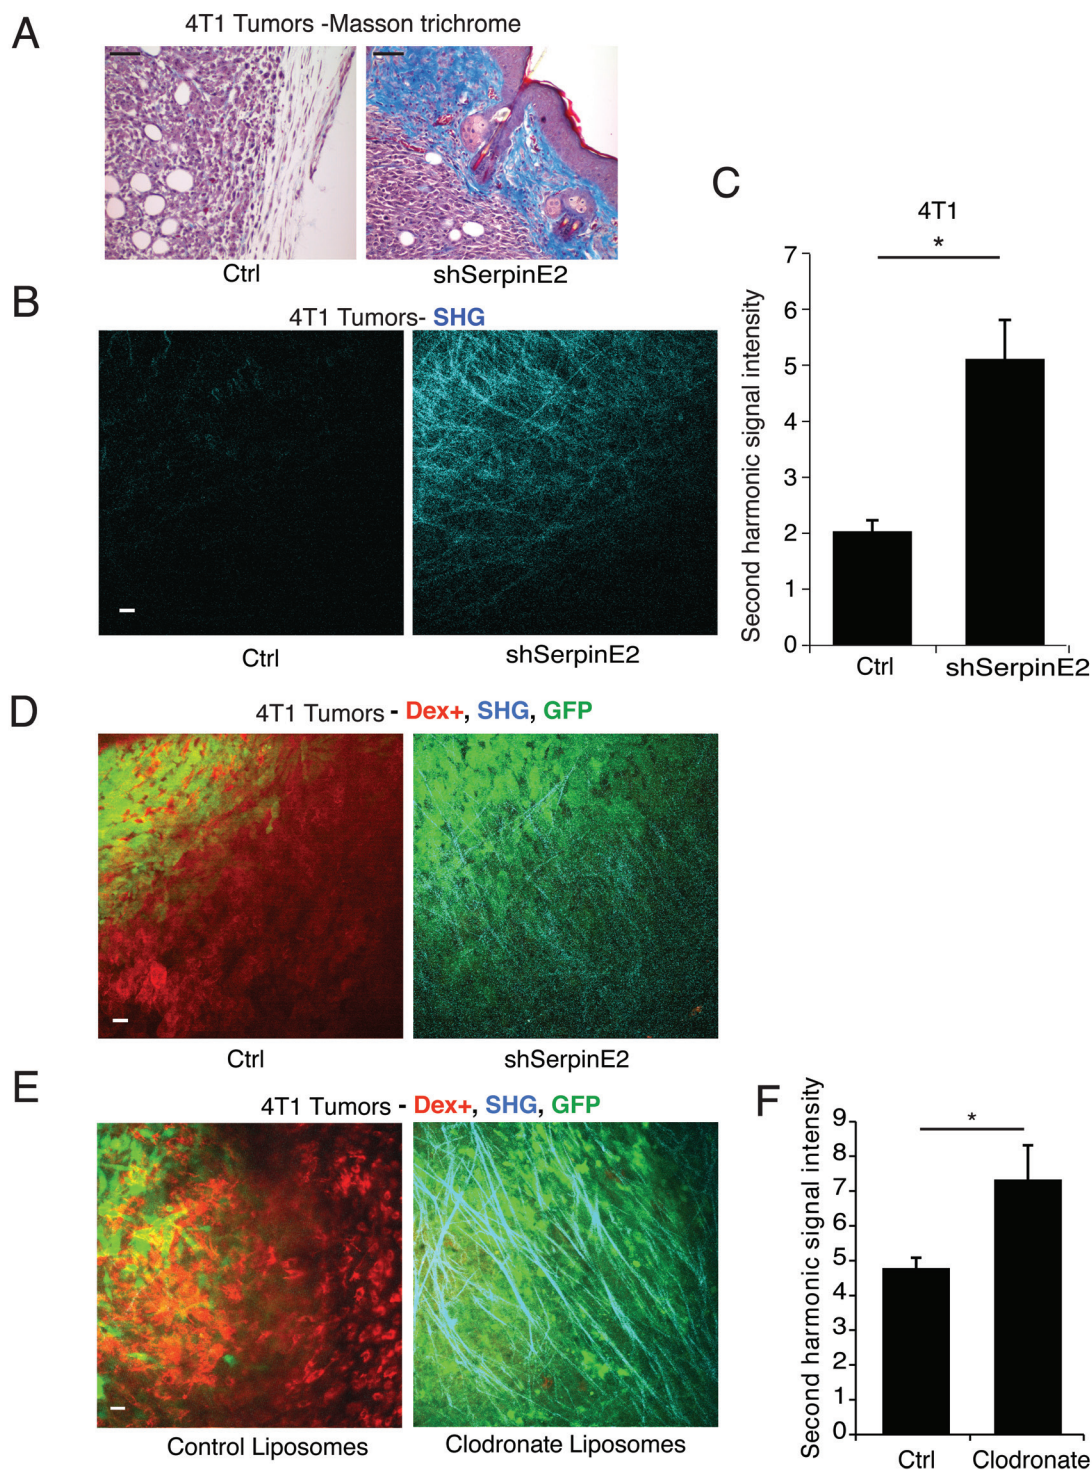 A
4T1 Tumors -Masson trichrome
Ctrl
shSerpinE2
B
4T1 Tumors- SHG
Ctrl
shSerpinE2
C
4T1
*
7
6
5
4
3
2
1
0
Second harmonic signal intensity
Ctrl
shSerpinE2
D
4T1 Tumors - Dex+, SHG, GFP
Ctrl
shSerpinE2
E
4T1 Tumors - Dex+, SHG, GFP
Control Liposomes
Clodronate Liposomes
F
*
9
8
7
6
5
4
3
2
1
0
Second harmonic signal intensity
Ctrl
Clodronate